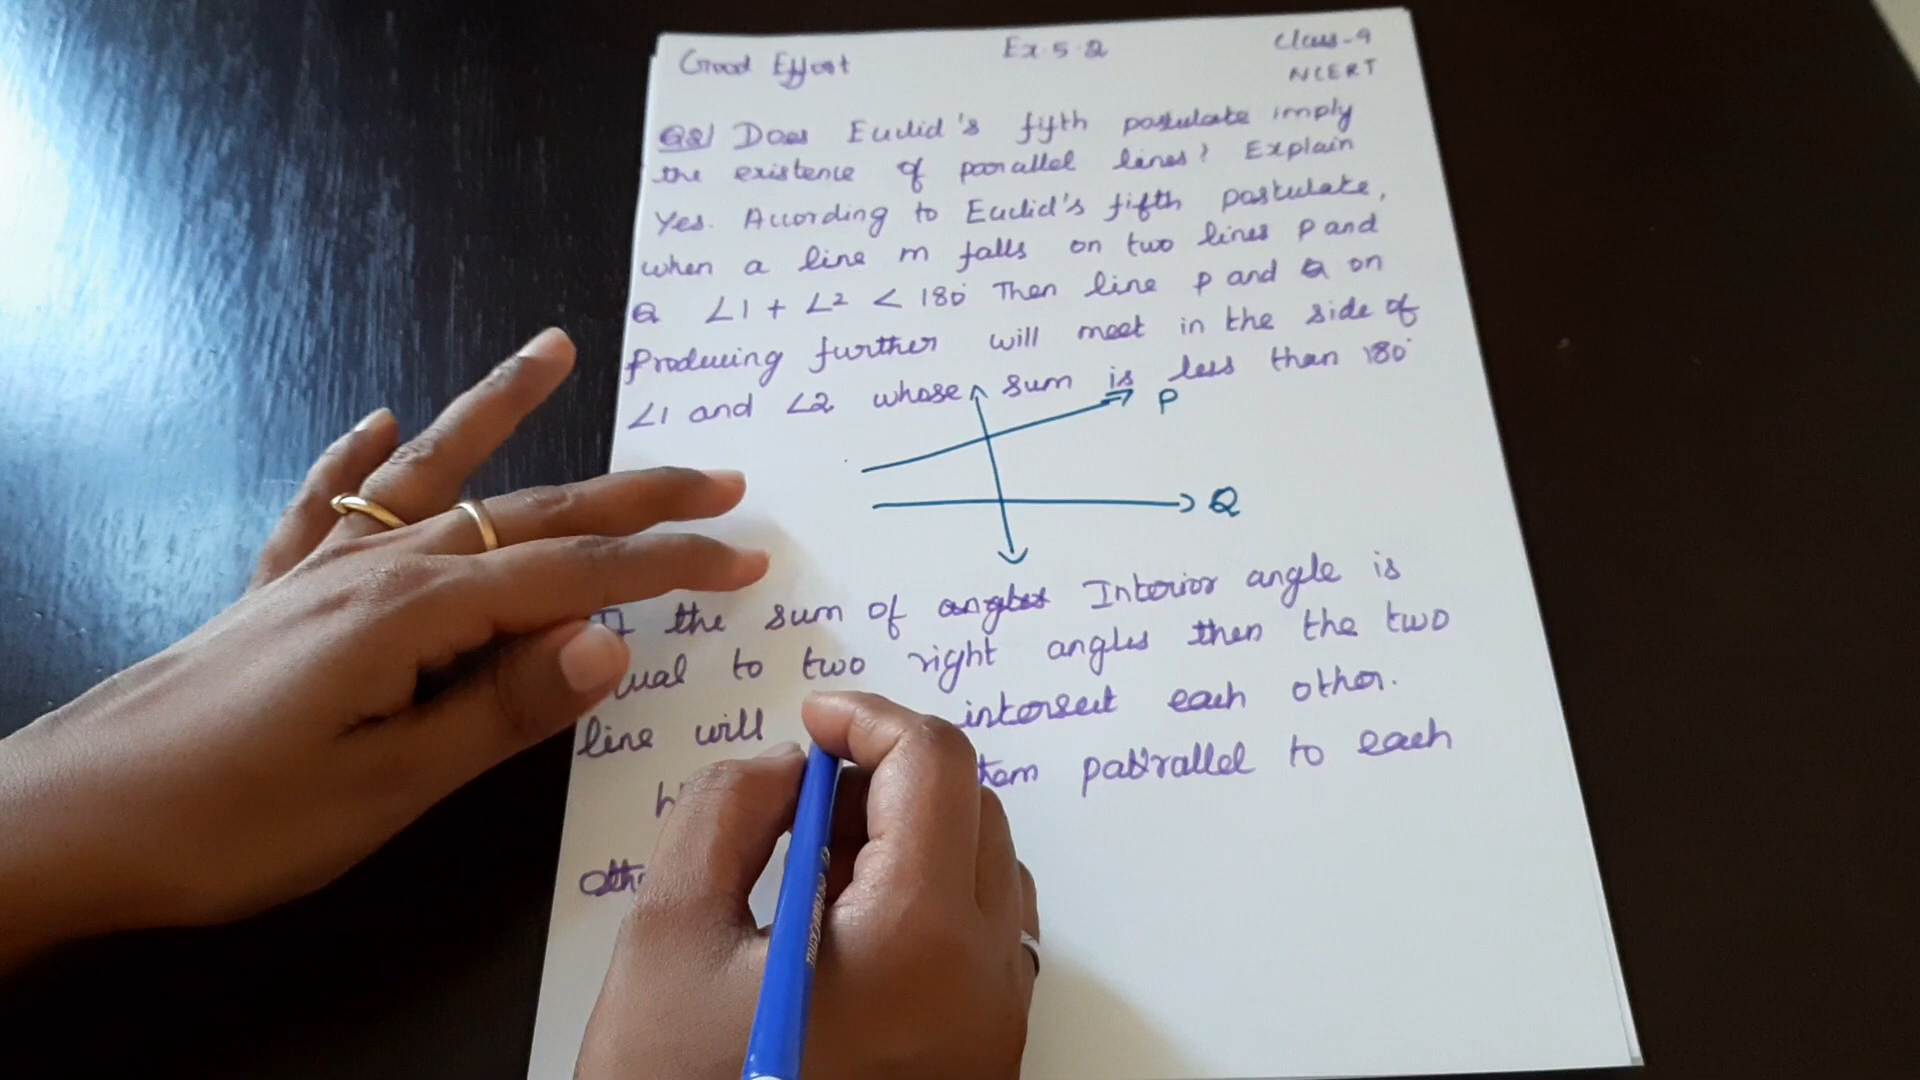 Good Effort Ex. 5.2 Class-9
NCERT
Q2) Does Euclid's fifth postulate imply
the existence of parallel lines? Explain
Yes. According to Euclid's fifth postulate,
when a line m falls on two lines P and
Q ∠1 + ∠2 < 180° Then line P and Q on
Producing further will meet in the side of
∠1 and ∠2 whose sum is less than 180°
P
Q
the sum of angles Interior angle is
to two right angles then the two
line will intersect each other.
parallel to each